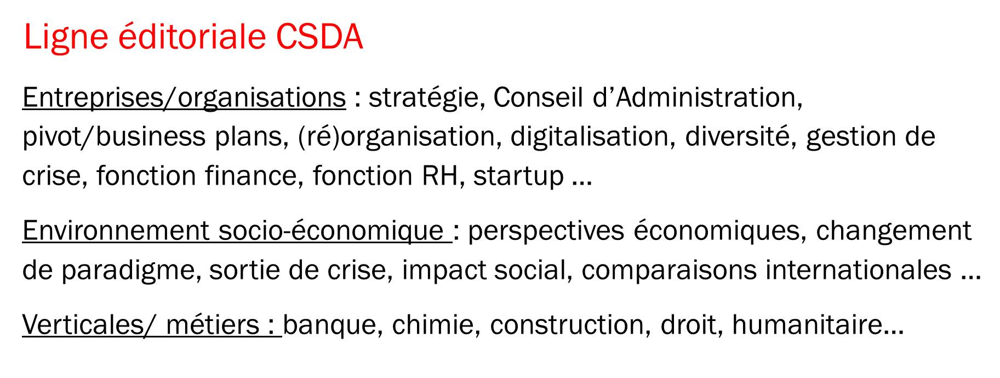 Ligne éditoriale CSDA
Entreprises/organisations : stratégie, Conseil d’Administration,
pivot/business plans, (ré)organisation, digitalisation, diversité, gestion de
crise, fonction finance, fonction RH, startup ...
Environnement socio-économique : perspectives économiques, changement
de paradigme, sortie de crise, impact social, comparaisons internationales ...
Verticales/ métiers : banque, chimie, construction, droit, humanitaire...